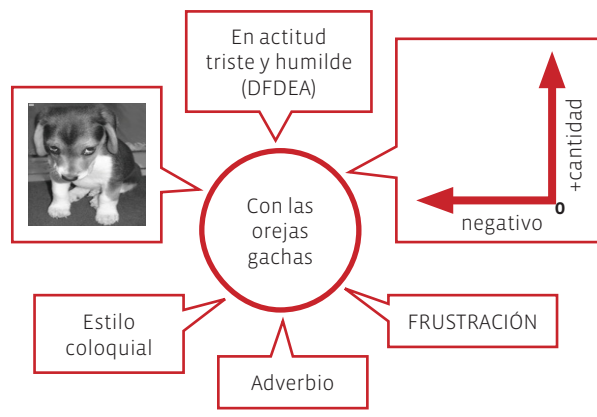 En actitud
triste y humilde
(DFDEA)
+cantidad
0
negativo
Con las
orejas
gachas
Estilo
coloquial
FRUSTRACIÓN
Adverbio